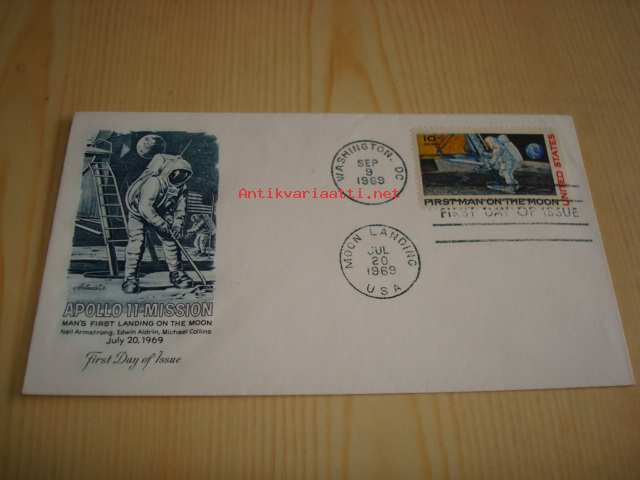 APOLLO 11-MISSION
MAN'S FIRST LANDING ON THE MOON
Neil Armstrong, Edwin Aldrin, Michael Collins
July 20, 1969
First Day of Issue
WASHINGTON, DC
SEP
9
1969
Antikvariaatti.net
MOON LANDING
JUL
20
1969
USA
10¢
FIRST MAN ON THE MOON
UNITED STATES
FIRST DAY OF ISSUE